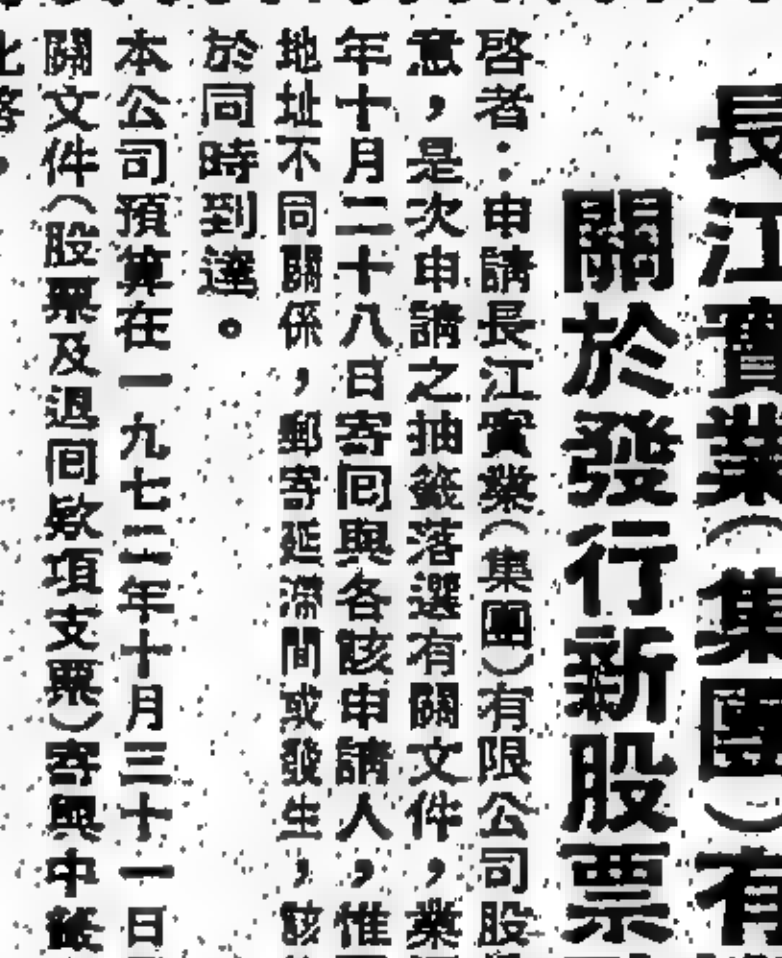 長江實業（集團）有
關於發行新股票
啓者：申請長江實業（集團）有限公司股
意，是次申請之抽籤落選有關文件，業
年十月二十八日寄回與各該申請人，惟
地址不同關係，郵寄延滯間或發生，該
於同時到達。
本公司預算在一九七二年十月三十一日
關文件（股票及退回欵項支票）寄與中籤